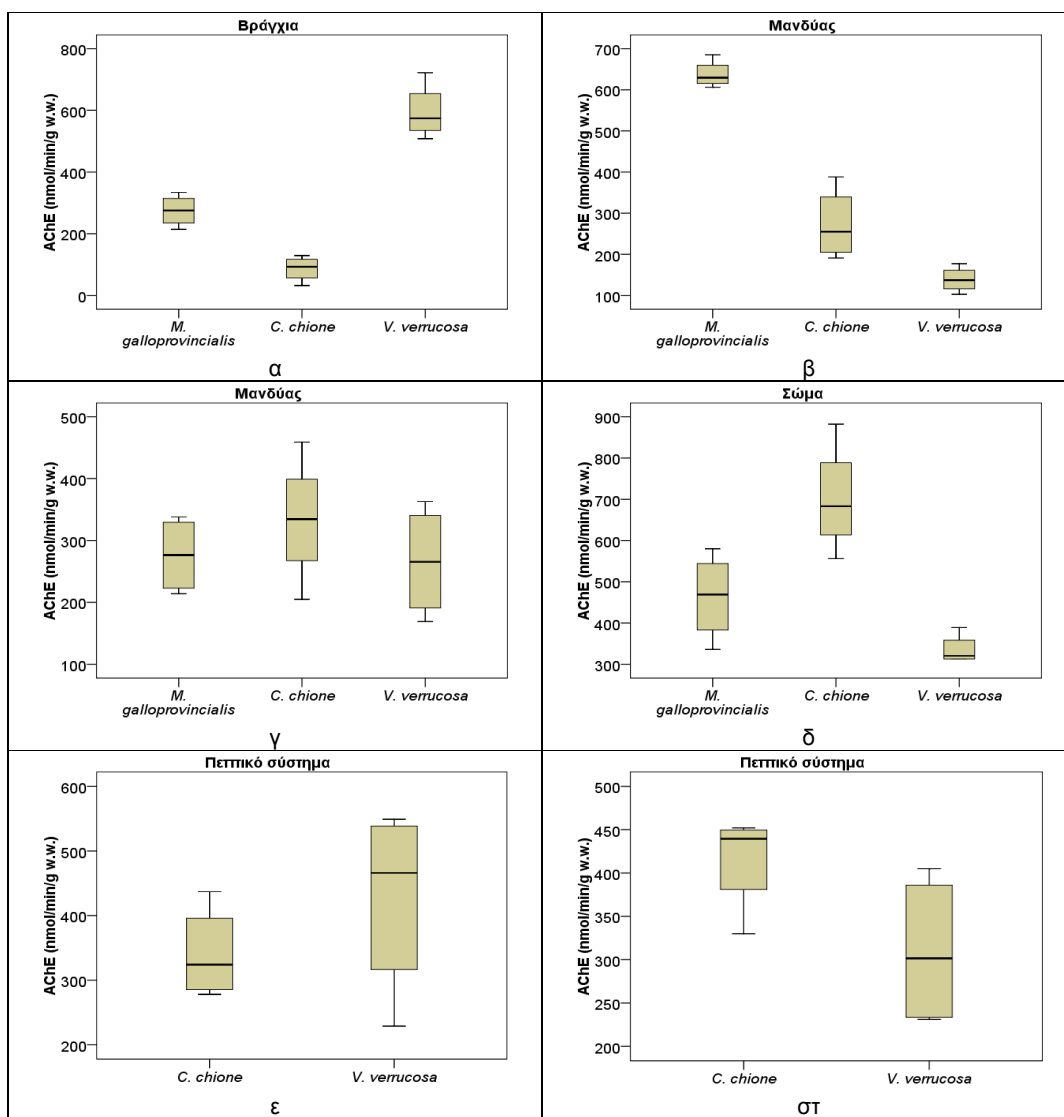 Βράγχια
AChE (nmol/min/g w.w.)
800
600
400
200
0
M. galloprovincialis
C. chione
V. verrucosa
α
Μανδύας
AChE (nmol/min/g w.w.)
700
600
500
400
300
200
100
M. galloprovincialis
C. chione
V. verrucosa
β
Μανδύας
AChE (nmol/min/g w.w.)
500
400
300
200
100
M. galloprovincialis
C. chione
V. verrucosa
γ
Σώμα
AChE (nmol/min/g w.w.)
900
800
700
600
500
400
300
M. galloprovincialis
C. chione
V. verrucosa
δ
Πεπτικό σύστημα
AChE (nmol/min/g w.w.)
600
500
400
300
200
C. chione
V. verrucosa
ε
Πεπτικό σύστημα
AChE (nmol/min/g w.w.)
500
450
400
350
300
250
200
C. chione
V. verrucosa
στ